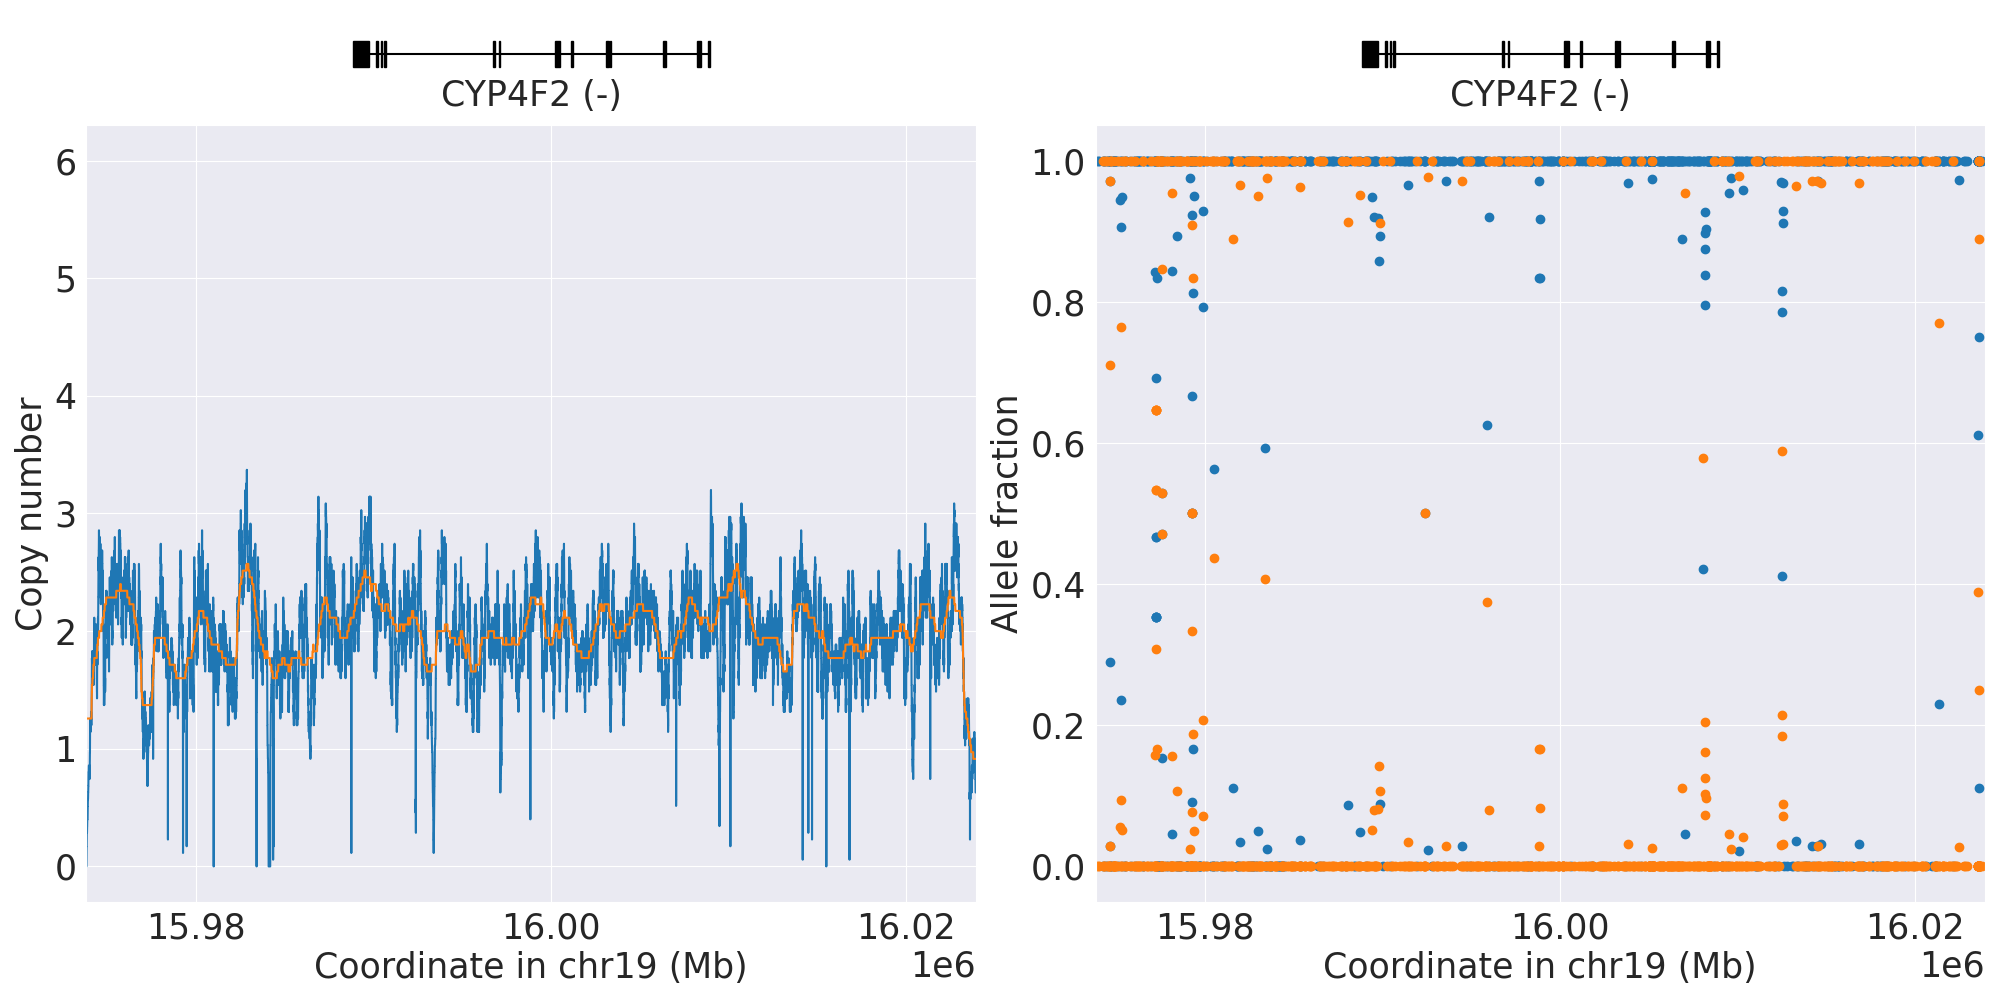 CYP4F2 (-)
CYP4F2 (-)
Copy number
6
5
4
3
2
1
0
15.98
16.00
16.02
Coordinate in chr19 (Mb)
1e6
Allele fraction
1.0
0.8
0.6
0.4
0.2
0.0
15.98
16.00
16.02
Coordinate in chr19 (Mb)
1e6